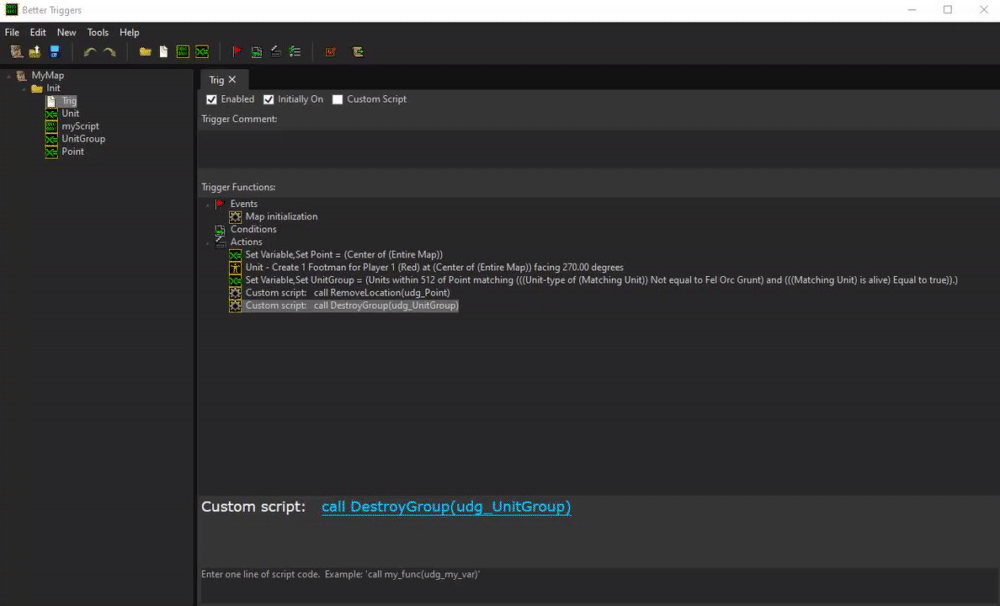 Better Triggers
File Edit New Tools Help
MyMap
Init
Trig
Unit
myScript
UnitGroup
Point
Trig
Enabled Initially On Custom Script
Trigger Comment:
Trigger Functions:
Events
Map initialization
Conditions
Actions
Set Variable,Set Point = (Center of (Entire Map))
Unit - Create 1 Footman for Player 1 (Red) at (Center of (Entire Map)) facing 270.00 degrees
Set Variable,Set UnitGroup = (Units within 512 of Point matching (((Unit-type of (Matching Unit)) Not equal to Fel Orc Grunt) and (((Matching Unit) is alive) Equal to true)).)
Custom script: call RemoveLocation(udg_Point)
Custom script: call DestroyGroup(udg_UnitGroup)
Custom script: call DestroyGroup(udg_UnitGroup)
Enter one line of script code. Example: 'call my_func(udg_my_var)'